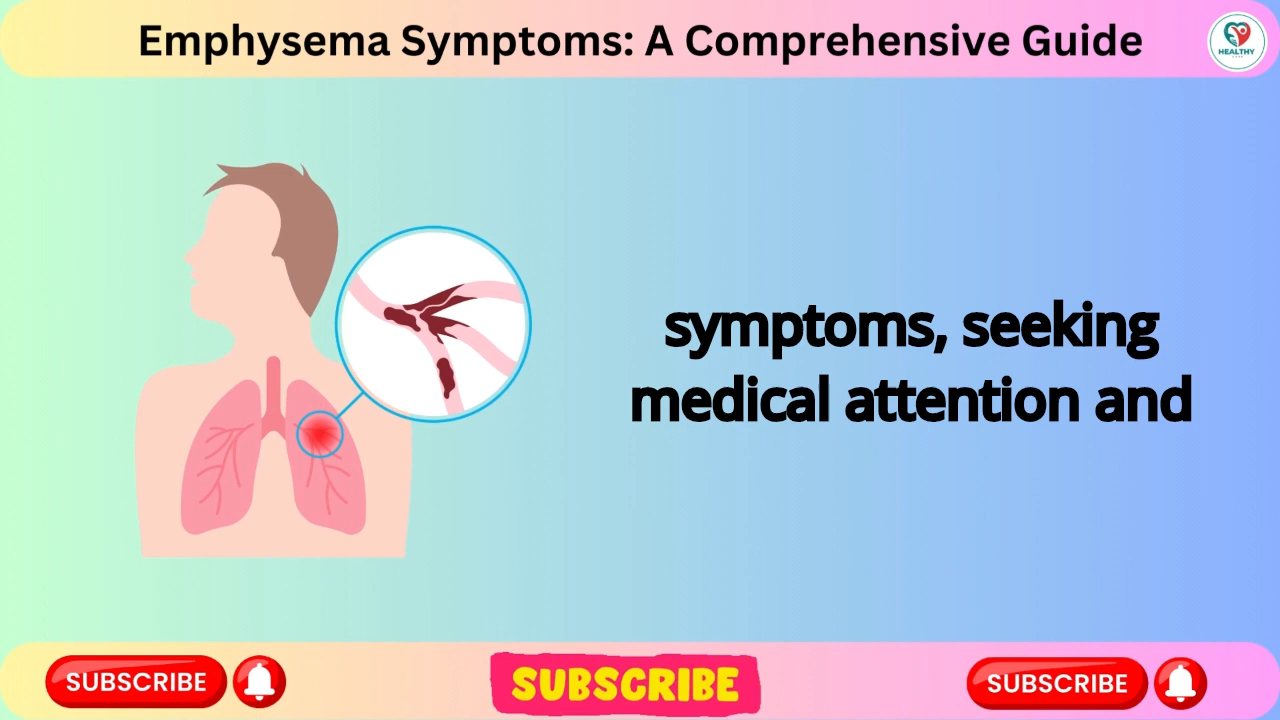 Emphysema Symptoms: A Comprehensive Guide
HEALTHY
symptoms, seeking
medical attention and
SUBSCRIBE
SUBSCRIBE
SUBSCRIBE